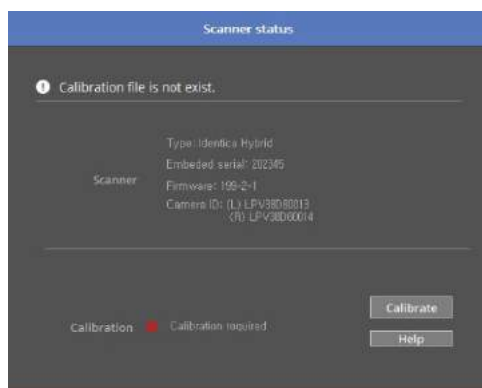 Scanner status
Calibration file is not exist.
Scanner
Type: Identica Hybrid
Embeded serial: 202345
Firmware: 199-2-1
Camera ID: (L) LPV38D80013
(R) LPV38D80014
Calibration
Calibration required
Calibrate
Help